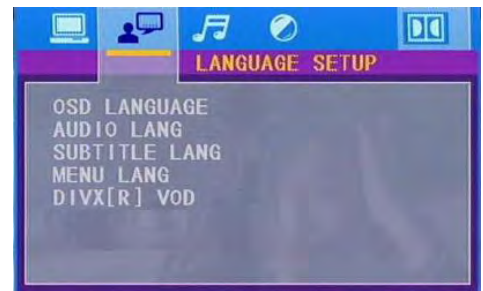 LANGUAGE SETUP
OSD LANGUAGE
AUDIO LANG
SUBTITLE LANG
MENU LANG
DIVX[R] VOD